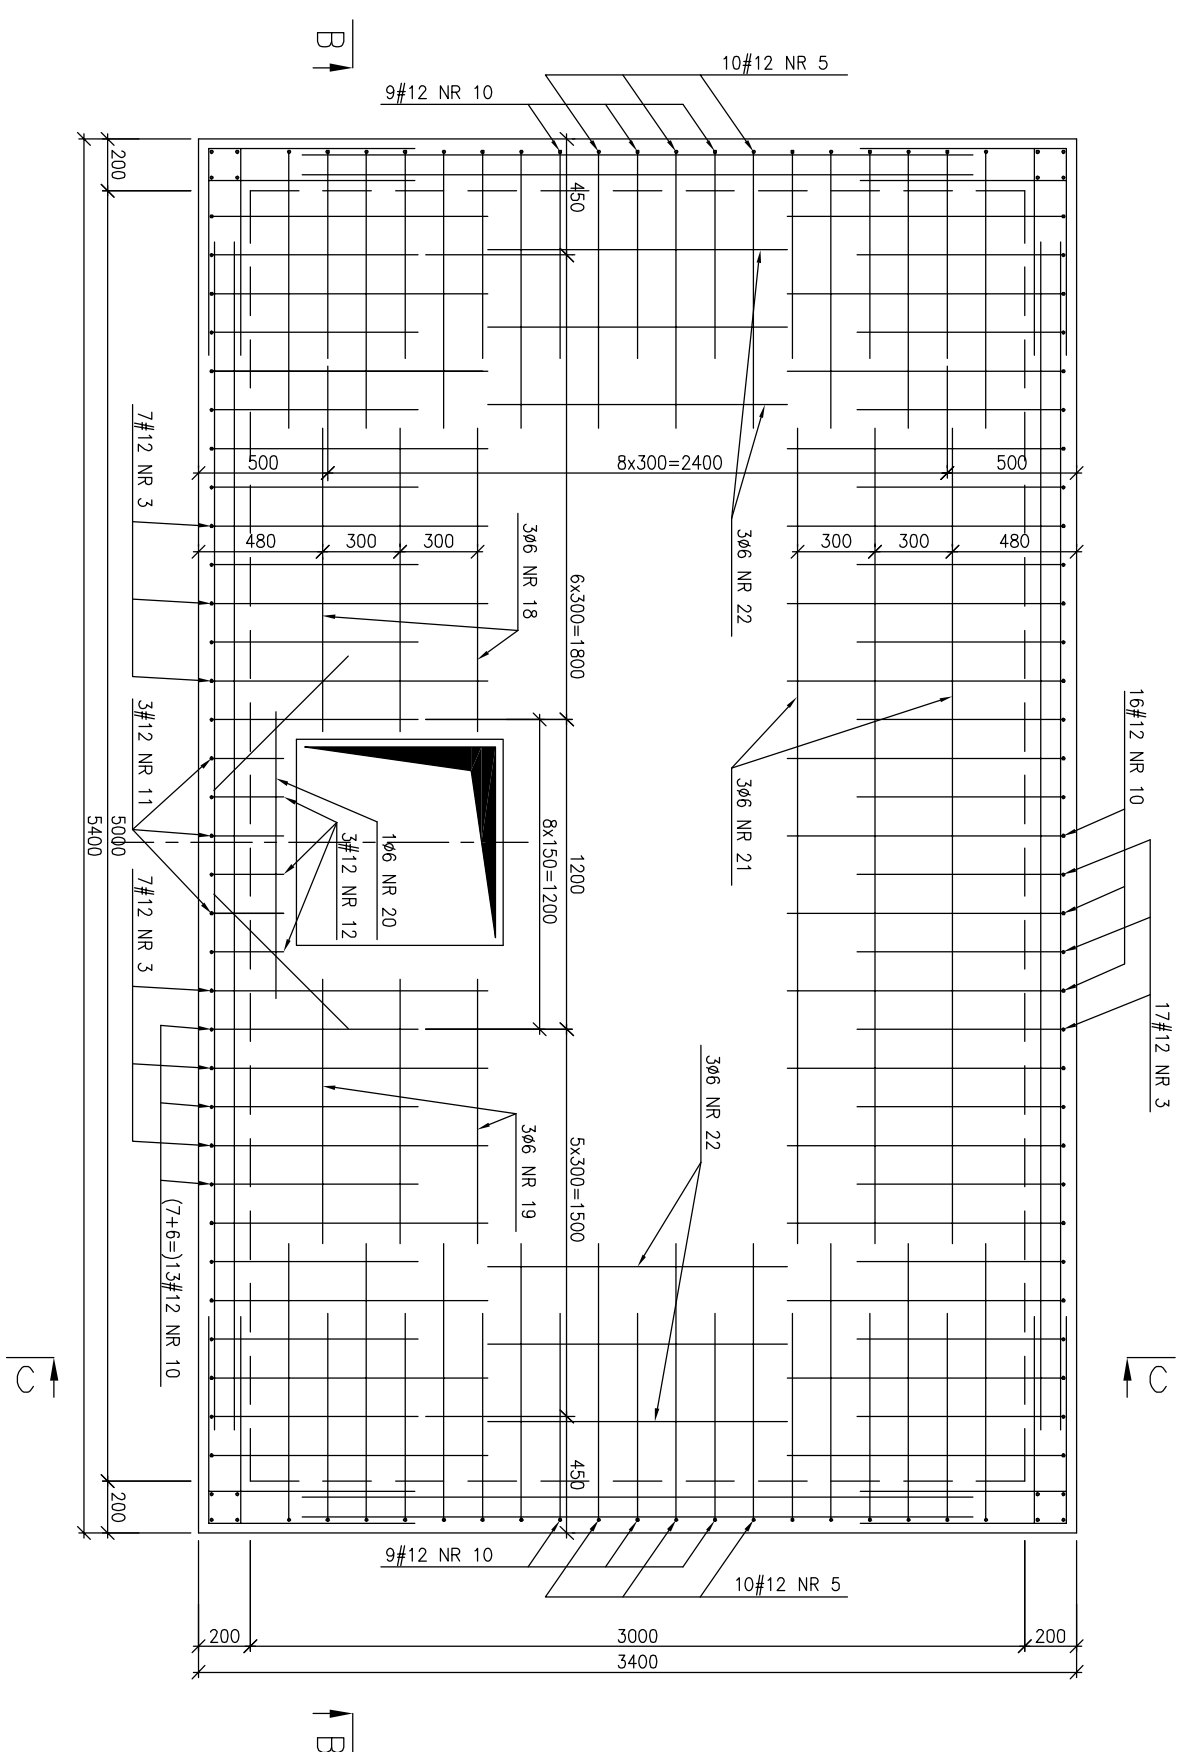 B
10#12 NR 5
9#12 NR 10
200
450
500
8x300=2400
500
7#12 NR 3
480
300
300
3ø6 NR 18
6x300=1800
3ø6 NR 22
300
300
480
3#12 NR 11
5000
5400
1ø6 NR 20
3#12 NR 12
8x150=1200
1200
3ø6 NR 21
16#12 NR 10
17#12 NR 3
7#12 NR 3
(7+6=)13#12 NR 10
3ø6 NR 19
5x300=1500
3ø6 NR 22
C
C
200
450
9#12 NR 10
10#12 NR 5
200
3000
200
3400
B